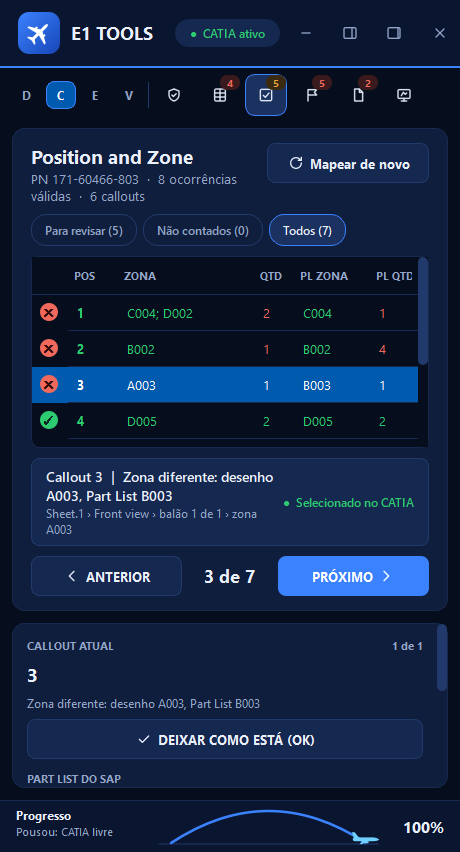 E1 TOOLS
CATIA ativo
D C E V 4 5 5 2
Position and Zone
PN 171-60466-803 · 8 ocorrências
válidas · 6 callouts
Mapear de novo
Para revisar (5) Não contados (0) Todos (7)
POS ZONA QTD PL ZONA PL QTD
1 C004; D002 2 C004 1
2 B002 1 B002 4
3 A003 1 B003 1
4 D005 2 D005 2
Callout 3 | Zona diferente: desenho
A003, Part List B003
Sheet.1 › Front view › balão 1 de 1 › zona
A003
Selecionado no CATIA
ANTERIOR 3 de 7 PRÓXIMO
CALLOUT ATUAL 1 de 1
3
Zona diferente: desenho A003, Part List B003
DEIXAR COMO ESTÁ (OK)
PART LIST DO SAP
Progresso
Pousou: CATIA livre
100%